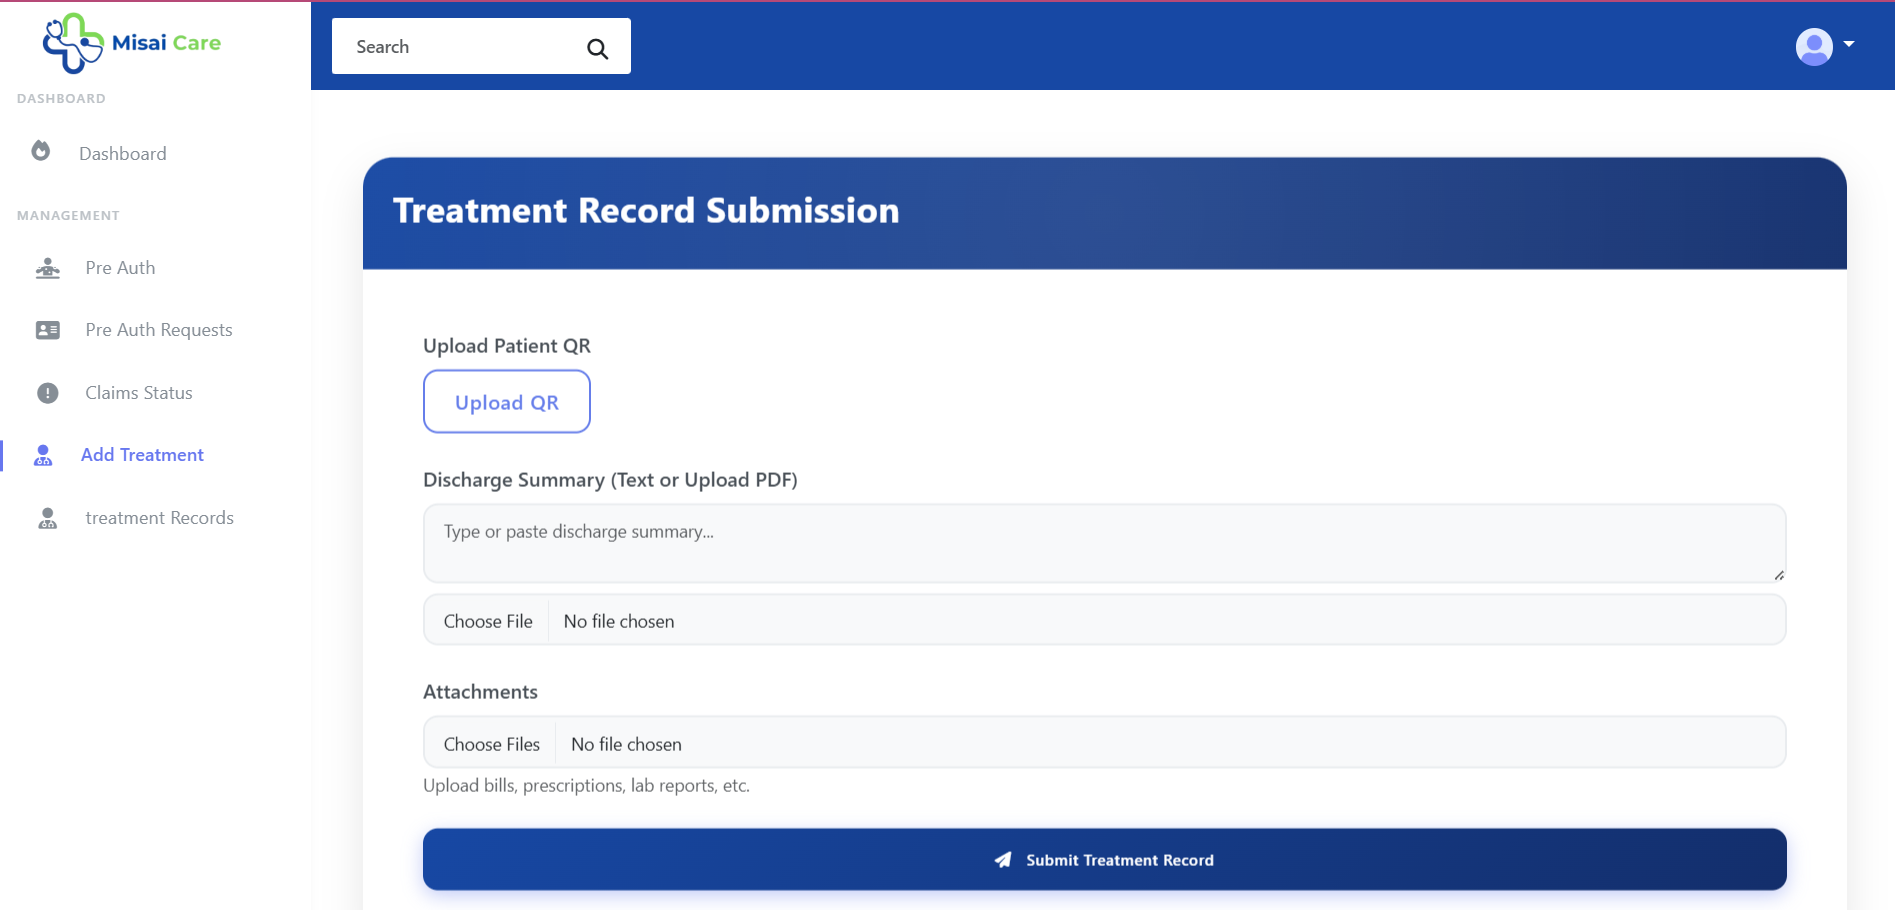 Misai Care
Search
DASHBOARD
Dashboard
MANAGEMENT
Pre Auth
Pre Auth Requests
Claims Status
Add Treatment
treatment Records
Treatment Record Submission
Upload Patient QR
Upload QR
Discharge Summary (Text or Upload PDF)
Type or paste discharge summary...
Choose File No file chosen
Attachments
Choose Files No file chosen
Upload bills, prescriptions, lab reports, etc.
Submit Treatment Record